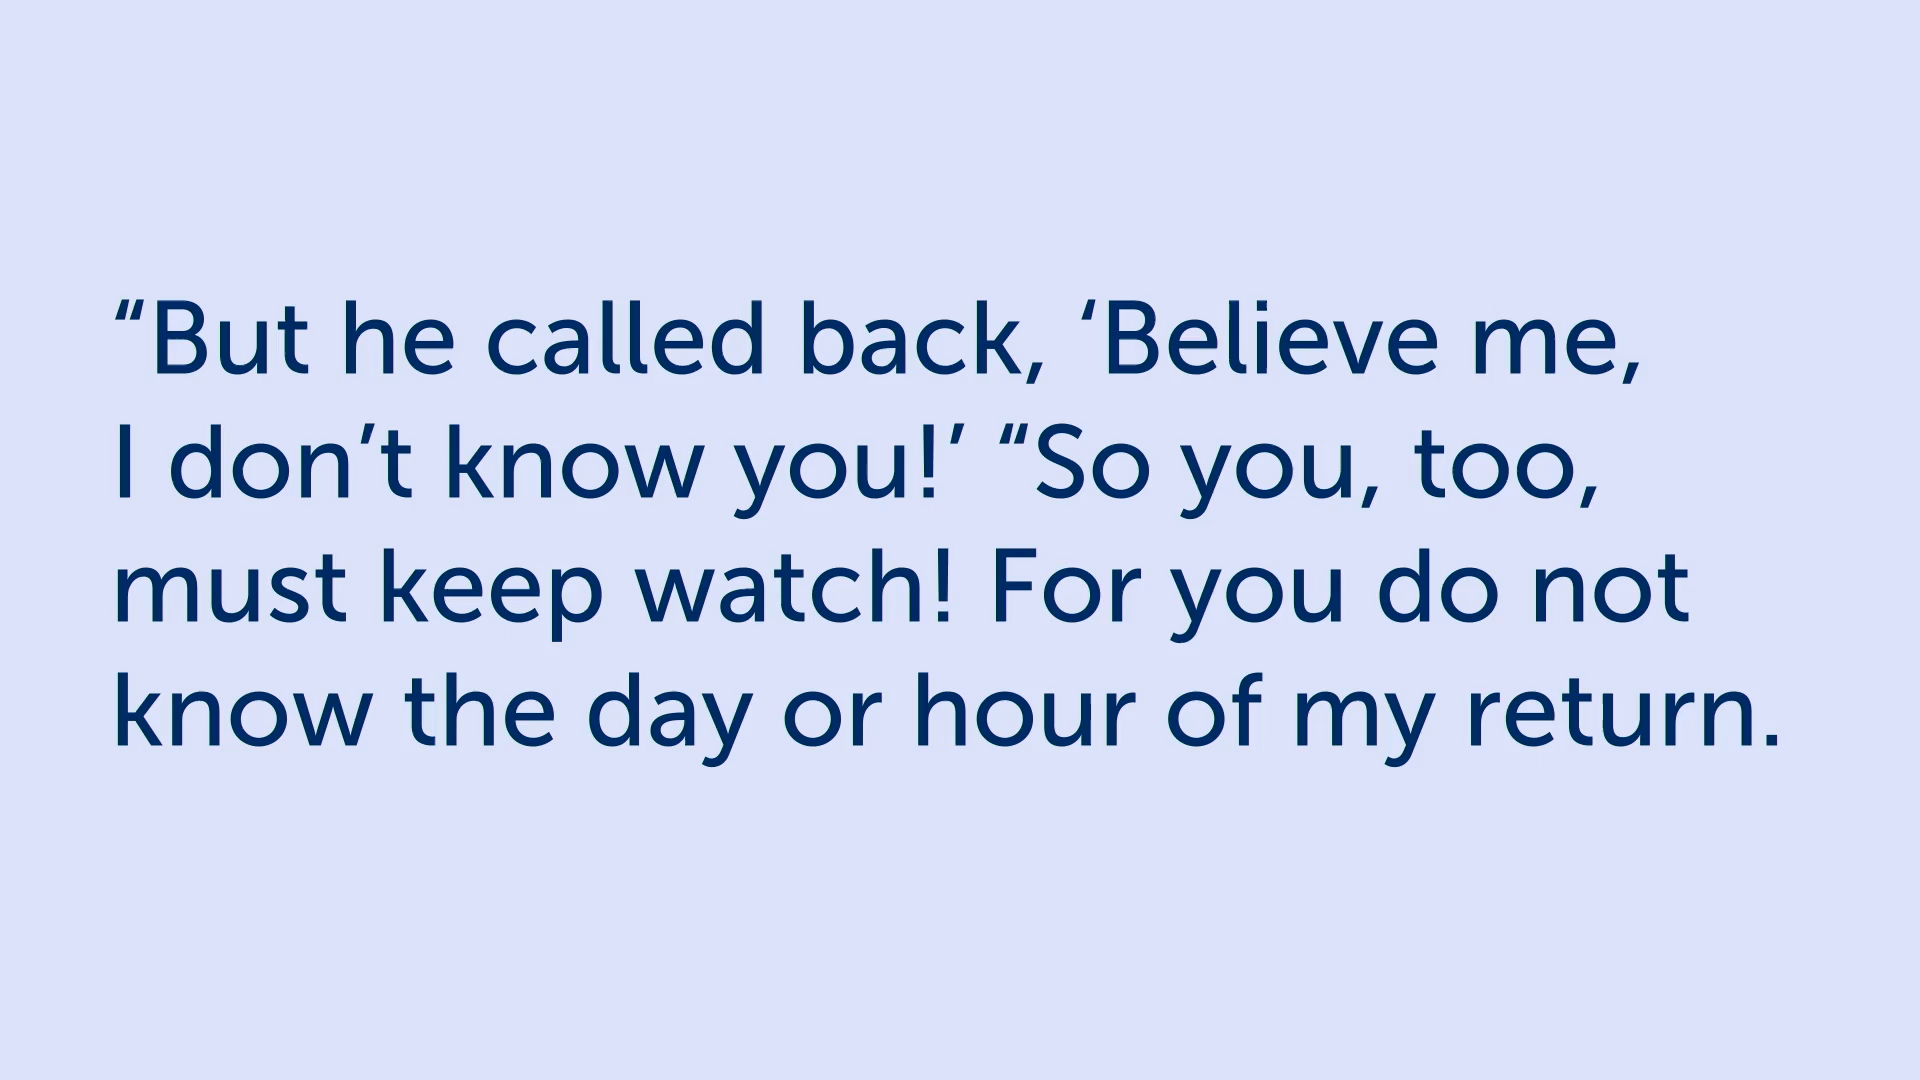 “But he called back, ‘Believe me,
I don’t know you!’ “So you, too,
must keep watch! For you do not
know the day or hour of my return.